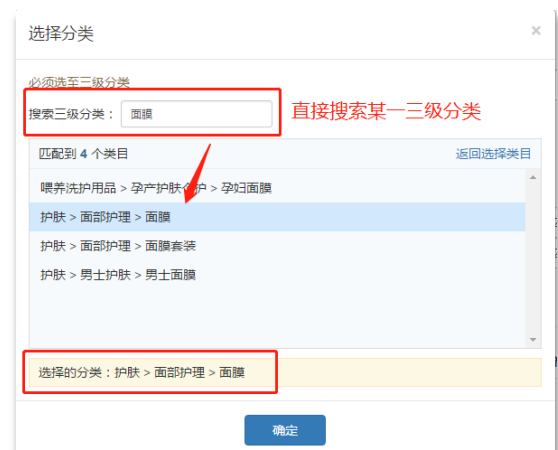 选择分类
×
必须选至三级分类
搜索三级分类： 面膜
直接搜索某一三级分类
匹配到 4 个类目 返回选择类目
喂养洗护用品 > 孕产护肤个护 > 孕妇面膜
护肤 > 面部护理 > 面膜
护肤 > 面部护理 > 面膜套装
护肤 > 男士护肤 > 男士面膜
选择的分类：护肤 > 面部护理 > 面膜
确定